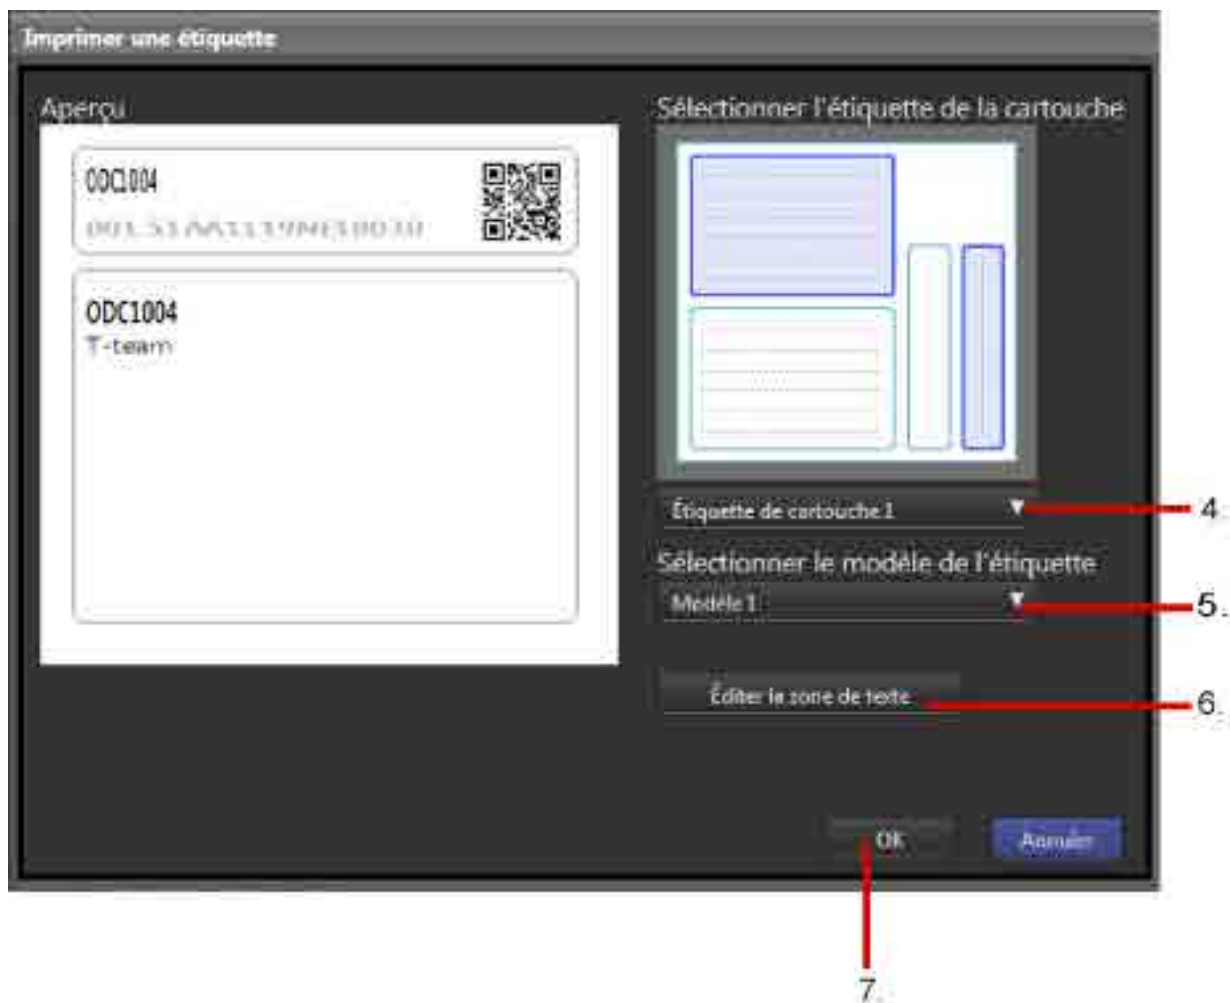 Imprimer une étiquette
Aperçu
ODC1004
ODC1004
T-team
Sélectionner l'étiquette de la cartouche
Étiquette de cartouche 1
4.
Sélectionner le modèle de l'étiquette
Modèle 1
5.
Éditer la zone de texte
6.
OK
Annuler
7.